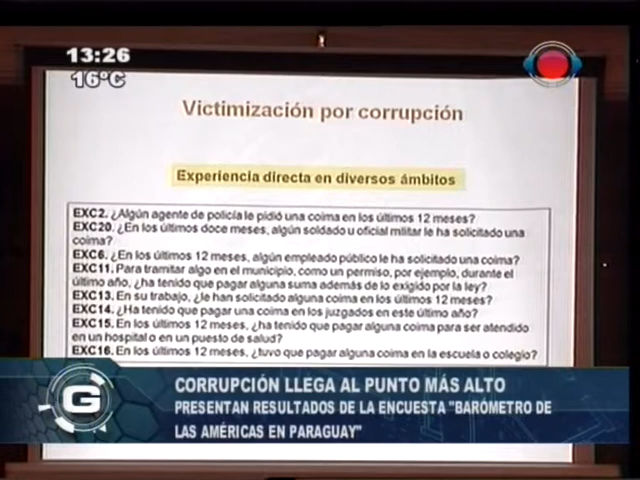 13:26
16°C
Victimización por corrupción
Experiencia directa en diversos ámbitos
EXC2. ¿Algún agente de policía le pidió una coima en los últimos 12 meses?
EXC20. ¿En los últimos doce meses, algún soldado u oficial militar le ha solicitado una
coima?
EXC6. ¿En los últimos 12 meses, algún empleado público le ha solicitado una coima?
EXC11. Para tramitar algo en el municipio, como un permiso, por ejemplo, durante el
último año, ¿ha tenido que pagar alguna suma además de lo exigido por la ley?
EXC13. En su trabajo, ¿le han solicitado alguna coima en los últimos 12 meses?
EXC14. ¿Ha tenido que pagar una coima en los juzgados en este último año?
EXC15. En los últimos 12 meses, ¿ha tenido que pagar alguna coima para ser atendido
en un hospital o en un puesto de salud?
EXC16. En los últimos 12 meses, ¿tuvo que pagar alguna coima en la escuela o colegio?
G
CORRUPCIÓN LLEGA AL PUNTO MÁS ALTO
PRESENTAN RESULTADOS DE LA ENCUESTA "BARÓMETRO DE
LAS AMÉRICAS EN PARAGUAY"